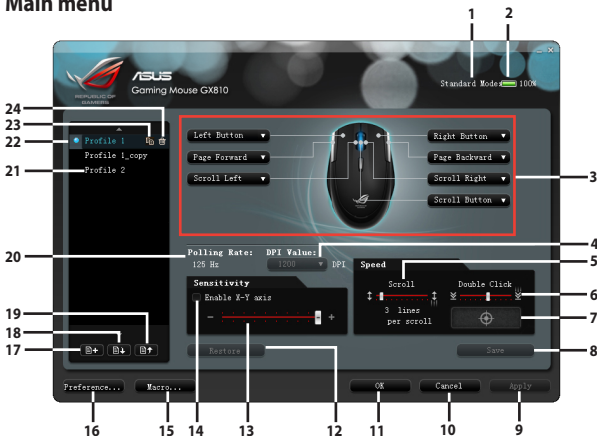 Main menu
1 2
ASUS
REPUBLIC OF
GAMERS
Gaming Mouse GX810
Standard Mode: 100%
24
23
22
21
Profile 1
Profile 1_copy
Profile 2
Left Button
Right Button
Page Forward
Page Backward
Scroll Left
Scroll Right
Scroll Button
3
4
5
20
Polling Rate: DPI Value:
125 Hz 1200 DPI
Speed
Scroll Double Click
3 lines
per scroll
6
7
Sensitivity
Enable X-Y axis
- +
19
18
17
Restore
Save
8
Preference... Macro... OK Cancel Apply
16 15 14 13 12 11 10 9